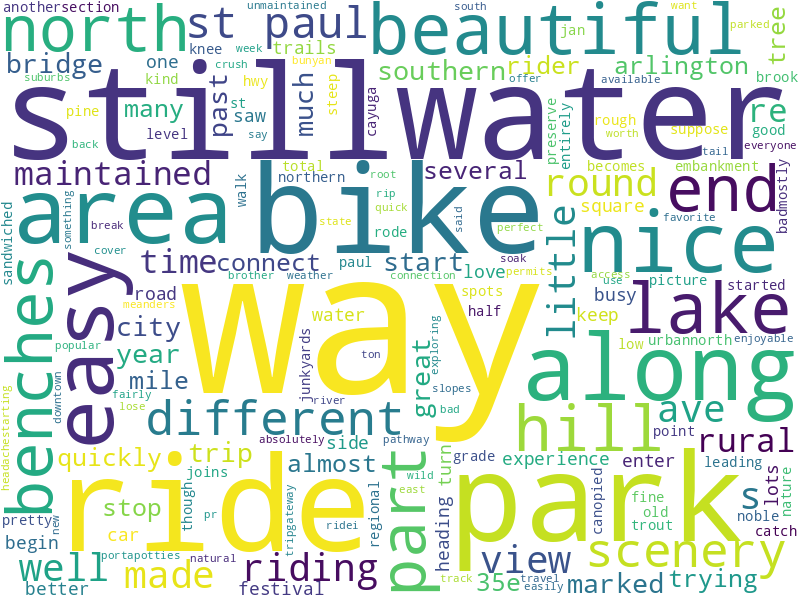 anothersection
north
st paul
unmaintained
knee
week
trails
beautiful
jan
south
want
parked
tree
bridge
one
suburbs
kind
crush
bunyan
hwy
past
much
steep
southern
rider
arlington
brook
many
st
saw
cayuga
preserve
entirely
re
good
pine
level
say
rough
worth
suppose
tail
everyone
back
stillwater
maintained
total
northern
several
becomes
embankment
end
badmostly
area
walk
bike
root
rip
quick
state
rode
said
perfect
round
square
favorite
nice
sandwiched
something
break
cover
time
connect
brother
weather
paul
start
connection
love
soak
permits
little
access
use
picture
started
easy
road
meanders
way
water
spots
half
busy
keep
lake
benches
city
popular
year
junkyards
river
ton
great
exploring
low
urbannorth
enjoyable
along
downtown
mile
fairly
lose
slopes
bad
different
ave
headachestarting
quickly
trip
absolutely
side
pathway
hill
point
rural
joins
almost
part
turn
grade
experience
enter
leading
lots
nature
ride
wild
east
park
s
stop
though
regional
heading
canopied
fine
old
trout
noble
catch
pretty
new
car
pr
tripgateway
ridei
begin
portapotties
natural
view
scenery
well
made
riding
35e
track
travel
easily
marked
trying
better
festival
offer
available